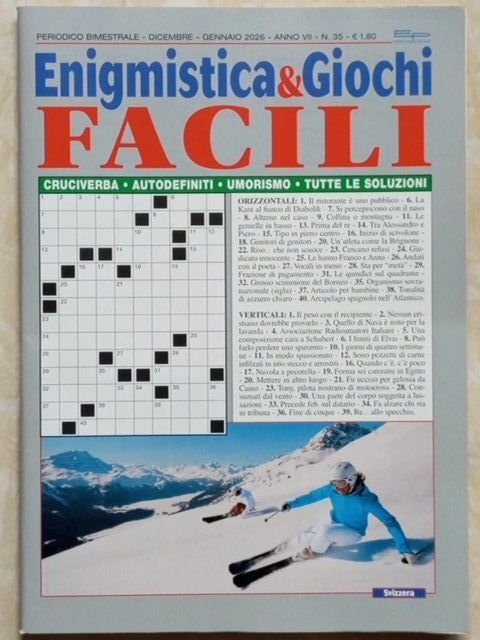 PERIODICO BIMESTRALE - DICEMBRE - GENNAIO 2026 - ANNO VII - N. 35 - € 1,80
Enigmistica&Giochi
FACILI
CRUCIVERBA • AUTODEFINITI • UMORISMO • TUTTE LE SOLUZIONI
ORIZZONTALI: 1. Il ristorante è uno pubblico - 6. La
Kant al fianco di Diabolik - 7. Si percepiscono con il naso
- 8. Alterne nel caso - 9. Collina o montagna - 11. Le
gemelle in basso - 13. Prima del re - 14. Tra Alessandro e
Piero - 15. Tipo in pieno centro - 16. Inizio di scivolone -
18. Genitori di genitori - 20. Un'atleta come la Brignone -
22. Riso... che non scuoce - 23. Cercano rifusi - 24. Giu-
dicano innocente - 25. Le hanno Franco e Anna - 26. Andati
con il poeta - 27. Vocali in meno - 28. Sta per "metà" - 29.
Frazione di pagamento - 31. Le quindici sul quadrante -
32. Grosso scimmione del Borneo - 35. Organismo sovra-
nazionale (sigla) - 37. Articolo per bambine - 38. Tonalità
di azzurro chiaro - 40. Arcipelago spagnolo nell'Atlantico.
VERTICALI: 1. Il peso con il recipiente - 2. Nessun cri-
stiano dovrebbe provarlo - 3. Quello di Nava è noto per la
lavanda - 4. Associazione Radioamatori Italiani - 5. Una
composizione cara a Schubert - 6. I limiti di Elvis - 8. Può
farlo perdere uno spavento - 10. I giorni di quattro settima-
ne - 11. In modo spassionato - 12. Sono pezzetti di carne
infilzati in uno stecco e arrostiti - 16. Quando c'è, c'è poco
- 17. Nuvola a pecorella - 19. Forma sei cateratte in Egitto
- 20. Mettere in altro luogo - 21. Fu ucciso per gelosia da
Caino - 23. Tony, pilota nostrano di motocross - 28. Con-
sumati dal vento - 30. Una parte del corpo soggetta a lus-
sazioni - 33. Precede feb. sul datario - 34. Fa alzare chi sta
in tribuna - 36. Fine di cinque - 39. Re... allo specchio.
Svizzera